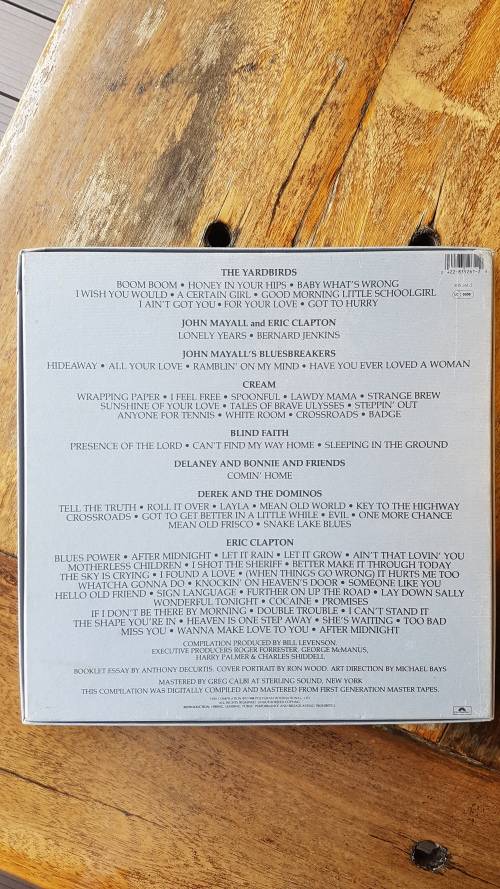 THE YARDBIRDS
BOOM BOOM • HONEY IN YOUR HIPS • BABY WHAT'S WRONG
I WISH YOU WOULD • A CERTAIN GIRL • GOOD MORNING LITTLE SCHOOLGIRL
I AIN'T GOT YOU • FOR YOUR LOVE • GOT TO HURRY
JOHN MAYALL and ERIC CLAPTON
LONELY YEARS • BERNARD JENKINS
JOHN MAYALL'S BLUESBREAKERS
HIDEAWAY • ALL YOUR LOVE • RAMBLIN' ON MY MIND • HAVE YOU EVER LOVED A WOMAN
CREAM
WRAPPING PAPER • I FEEL FREE • SPOONFUL • LAWDY MAMA • STRANGE BREW
SUNSHINE OF YOUR LOVE • TALES OF BRAVE ULYSSES • STEPPIN' OUT
ANYONE FOR TENNIS • WHITE ROOM • CROSSROADS • BADGE
BLIND FAITH
PRESENCE OF THE LORD • CAN'T FIND MY WAY HOME • SLEEPING IN THE GROUND
DELANEY AND BONNIE AND FRIENDS
COMIN' HOME
DEREK AND THE DOMINOS
TELL THE TRUTH • ROLL IT OVER • LAYLA • MEAN OLD WORLD • KEY TO THE HIGHWAY
CROSSROADS • GOT TO GET BETTER IN A LITTLE WHILE • EVIL • ONE MORE CHANCE
MEAN OLD FRISCO • SNAKE LAKE BLUES
ERIC CLAPTON
BLUES POWER • AFTER MIDNIGHT • LET IT RAIN • LET IT GROW • AIN'T THAT LOVIN' YOU
MOTHERLESS CHILDREN • I SHOT THE SHERIFF • BETTER MAKE IT THROUGH TODAY
THE SKY IS CRYING • I FOUND A LOVE • (WHEN THINGS GO WRONG) IT HURTS ME TOO
WHATCHA GONNA DO • KNOCKIN' ON HEAVEN'S DOOR • SOMEONE LIKE YOU
HELLO OLD FRIEND • SIGN LANGUAGE • FURTHER ON UP THE ROAD • LAY DOWN SALLY
WONDERFUL TONIGHT • COCAINE • PROMISES
IF I DON'T BE THERE BY MORNING • DOUBLE TROUBLE • I CAN'T STAND IT
THE SHAPE YOU'RE IN • HEAVEN IS ONE STEP AWAY • SHE'S WAITING • TOO BAD
MISS YOU • WANNA MAKE LOVE TO YOU • AFTER MIDNIGHT
COMPILATION PRODUCED BY BILL LEVENSON.
EXECUTIVE PRODUCERS ROGER FORRESTER, GEORGE McMANUS,
HARRY PALMER & CHARLES SHIDDELL
BOOKLET ESSAY BY ANTHONY DECURTIS. COVER PORTRAIT BY RON WOOD. ART DIRECTION BY MICHAEL BAYS
MASTERED BY GREG CALBI AT STERLING SOUND, NEW YORK
THIS COMPILATION WAS DIGITALLY COMPILED AND MASTERED FROM FIRST GENERATION MASTER TAPES.